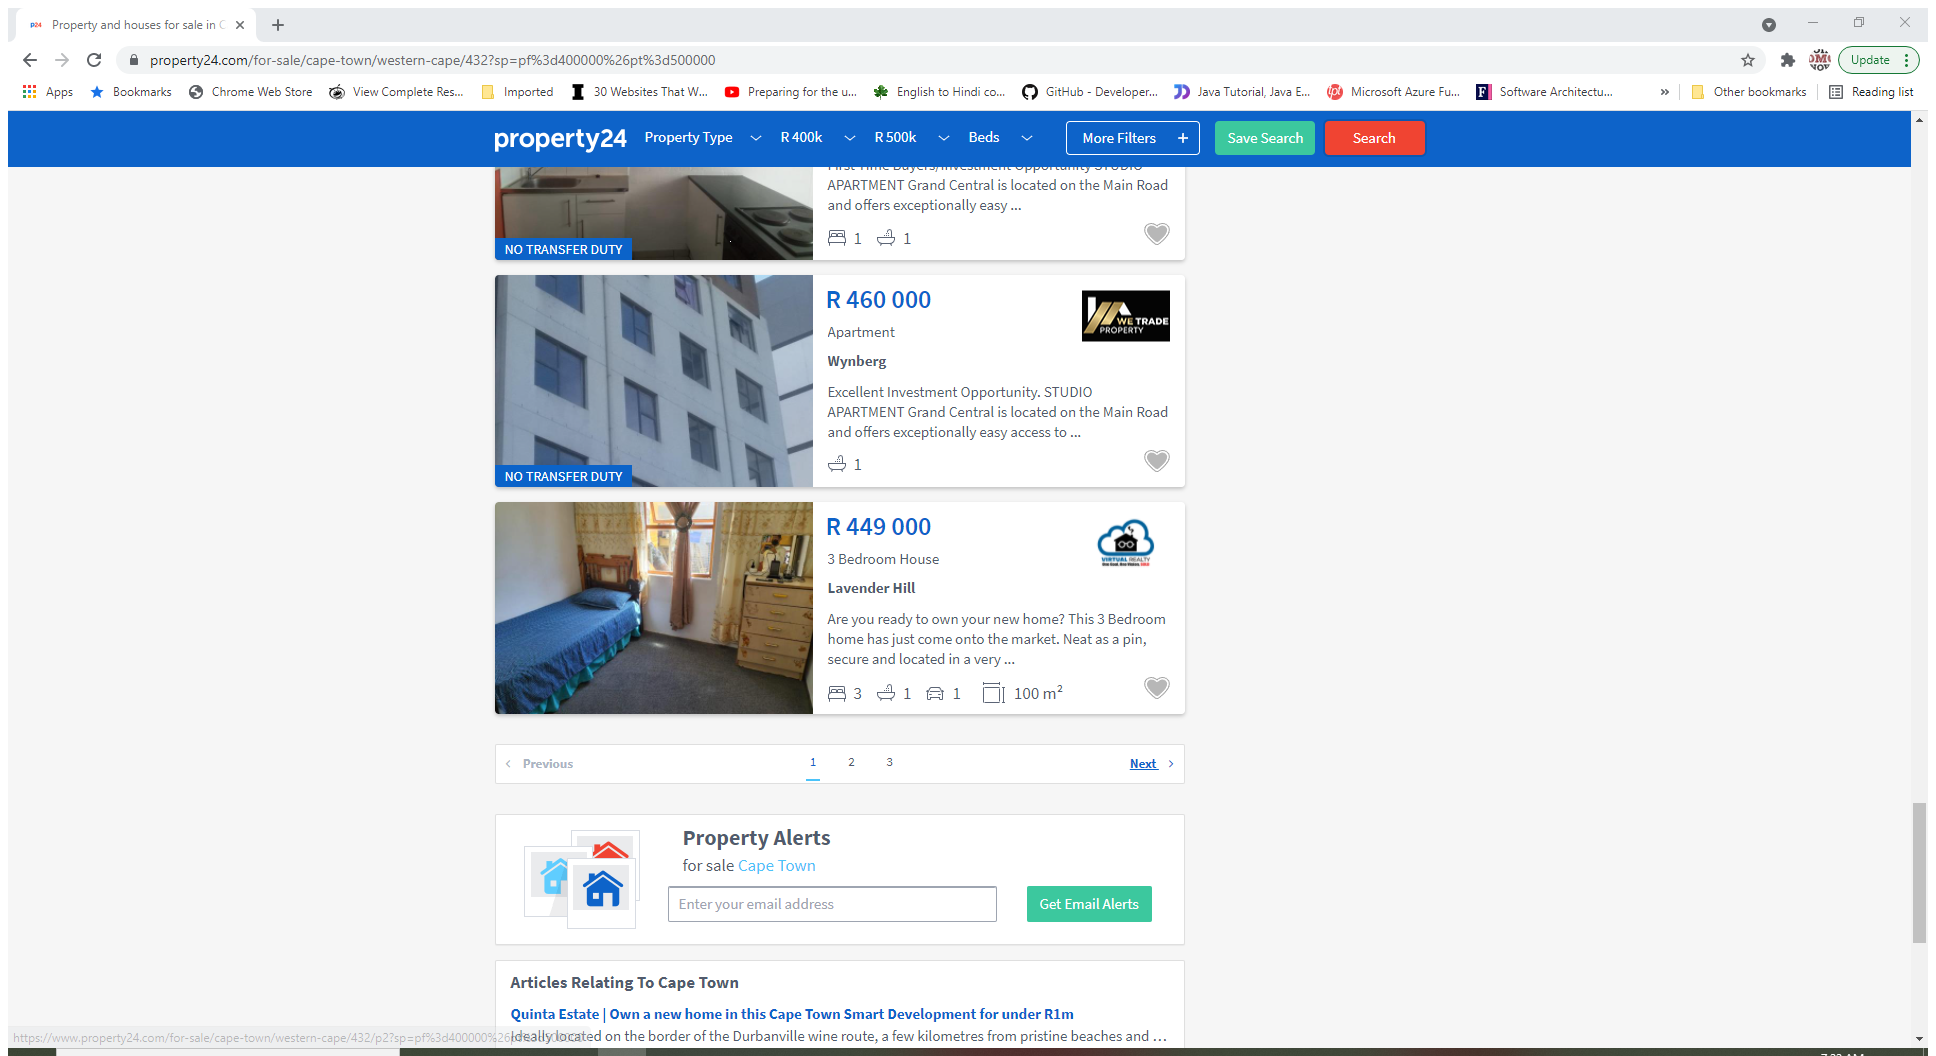 Property and houses for sale in C
property24.com/for-sale/cape-town/western-cape/432?sp=pf%3d400000%26pt%3d500000
Update
Apps Bookmarks Chrome Web Store View Complete Res... Imported 30 Websites That W... Preparing for the u... English to Hindi co... GitHub - Developer... Java Tutorial, Java E... Microsoft Azure Fu... Software Architectu... » Other bookmarks Reading list
property24 Property Type R 400k R 500k Beds More Filters + Save Search Search
First Time Buyers/Investment Opportunity STUDIO
APARTMENT Grand Central is located on the Main Road
and offers exceptionally easy ...
1 1
NO TRANSFER DUTY
R 460 000
WE TRADE
PROPERTY
Apartment
Wynberg
Excellent Investment Opportunity. STUDIO
APARTMENT Grand Central is located on the Main Road
and offers exceptionally easy access to ...
1
NO TRANSFER DUTY
R 449 000
VIRTUAL REALTY
3 Bedroom House
Lavender Hill
Are you ready to own your new home? This 3 Bedroom
home has just come onto the market. Neat as a pin,
secure and located in a very ...
3 1 1 100 m²
Previous 1 2 3 Next
Property Alerts
for sale Cape Town
Enter your email address Get Email Alerts
Articles Relating To Cape Town
Quinta Estate | Own a new home in this Cape Town Smart Development for under R1m
Ideally located on the border of the Durbanville wine route, a few kilometres from pristine beaches and ...
https://www.property24.com/for-sale/cape-town/western-cape/432/p2?sp=pf%3d400000%26pt%3d500000